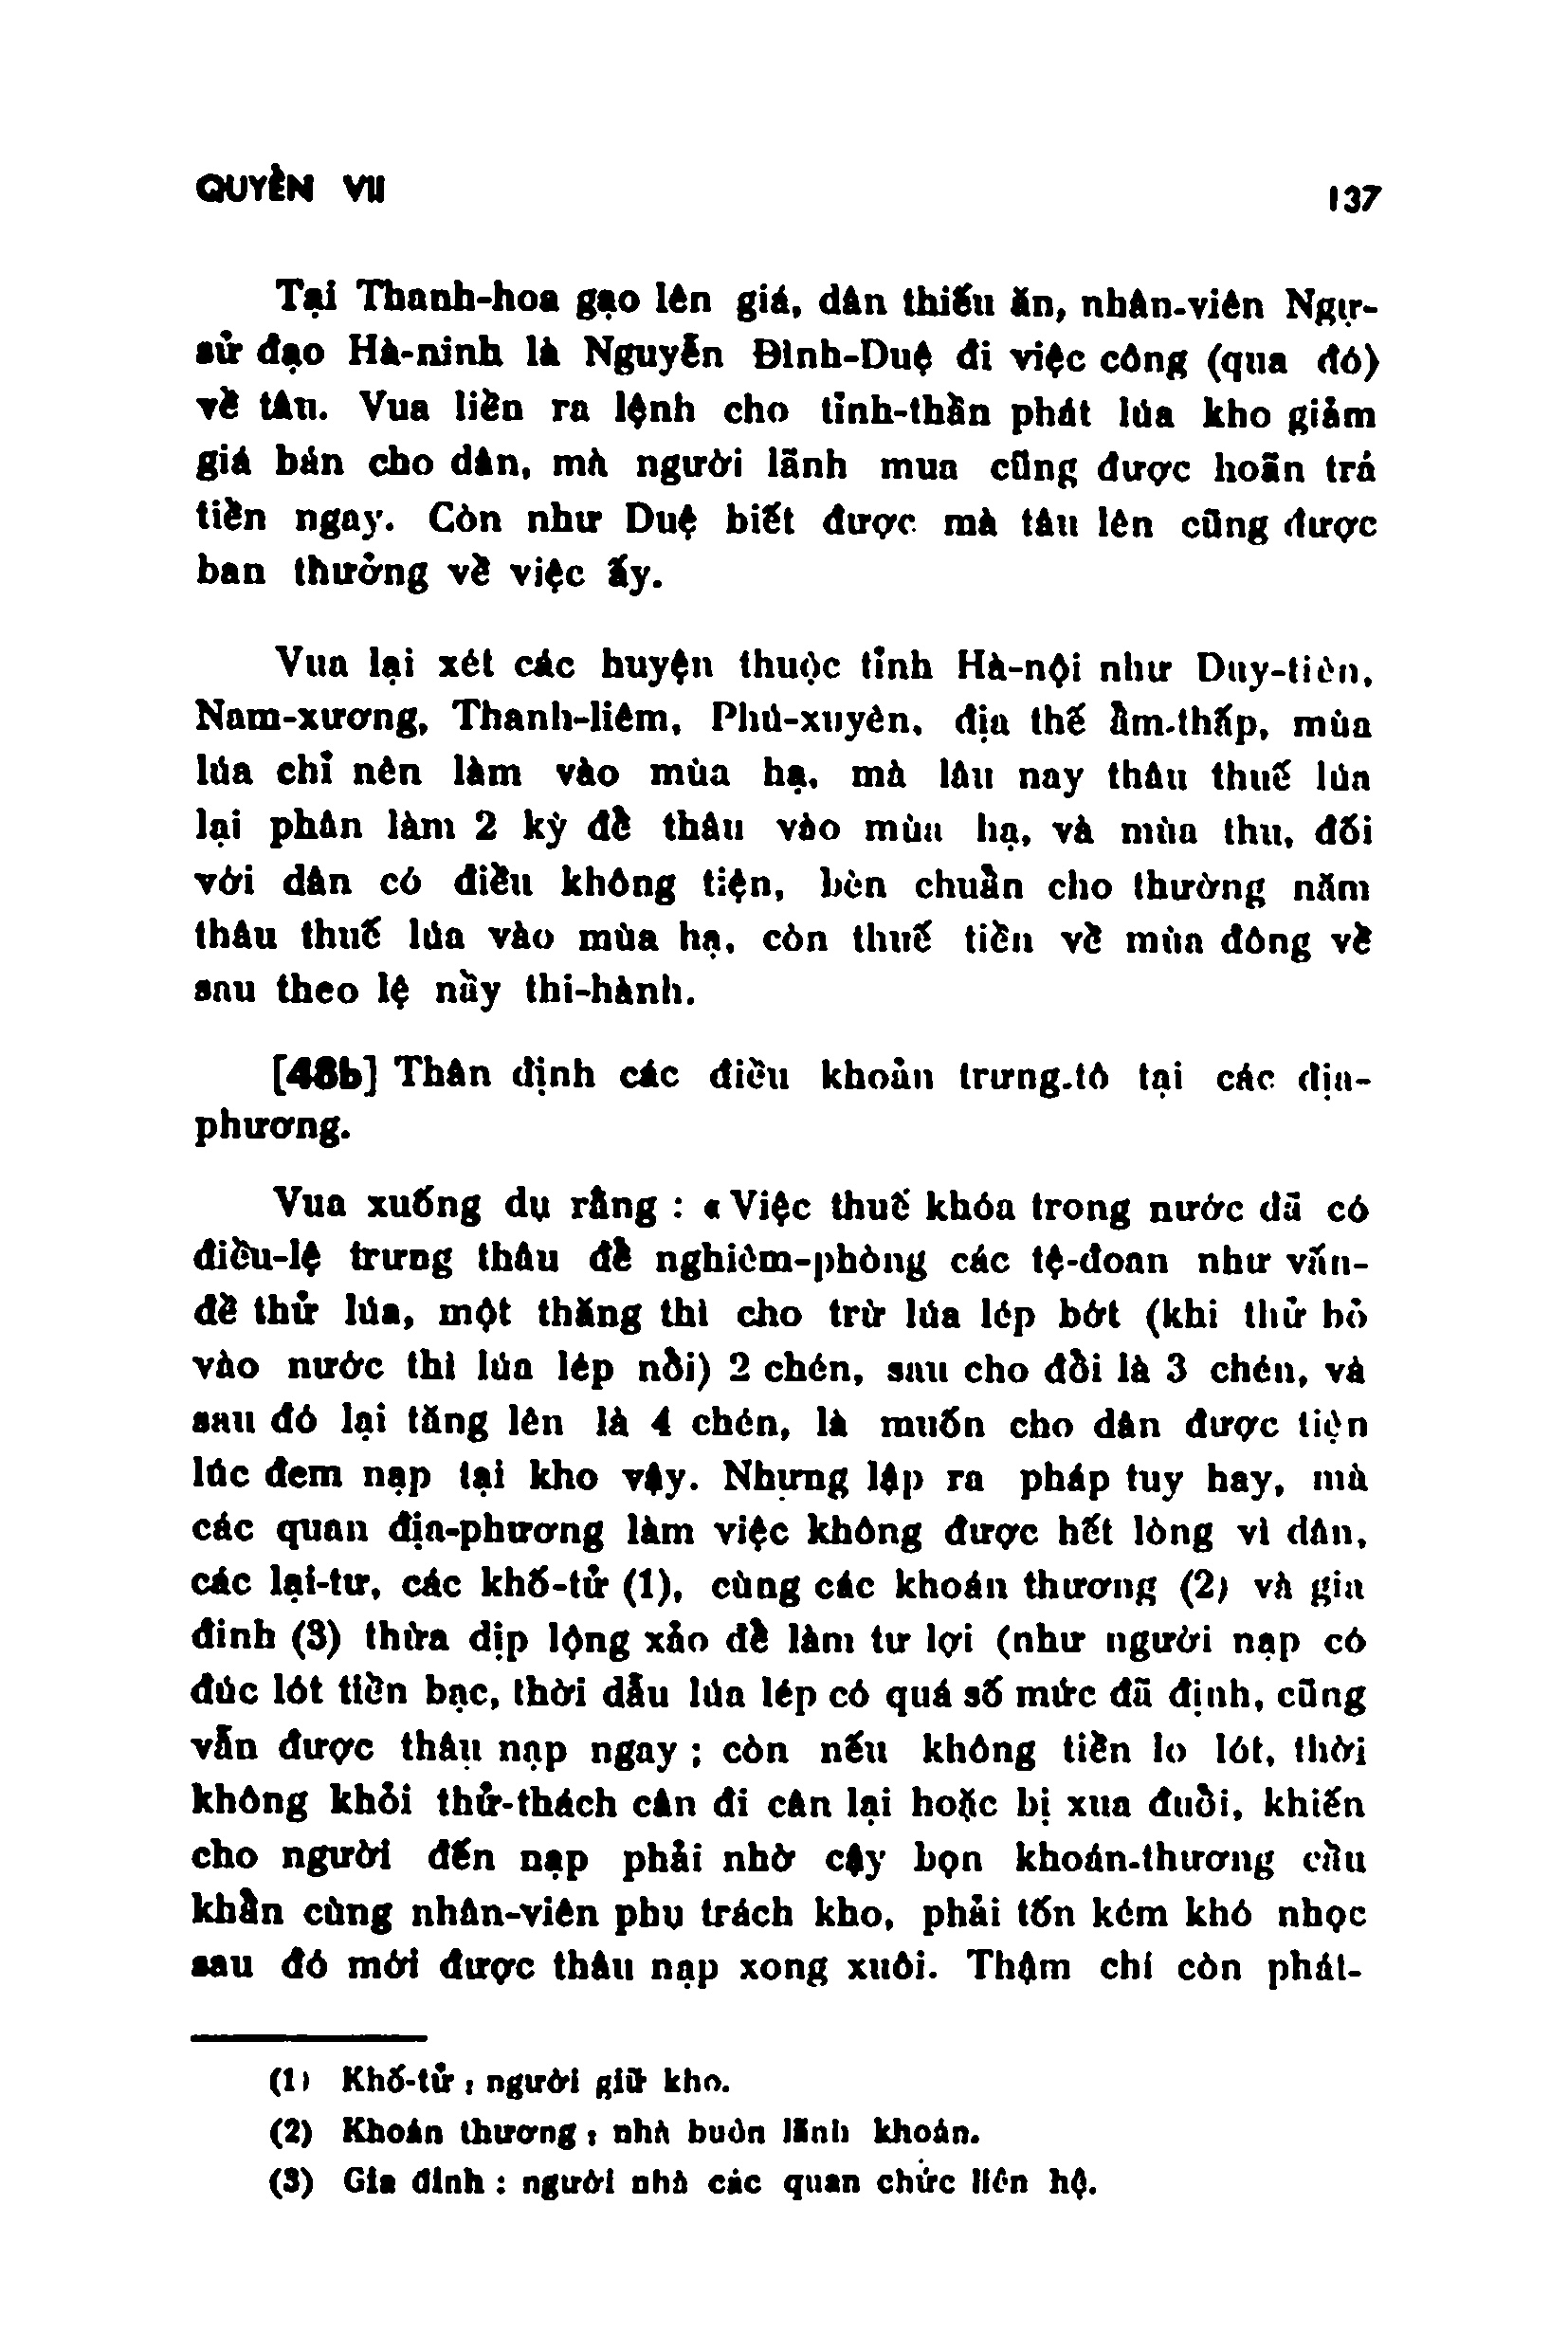 QUYỂN VII
137
Tại Thanh-hoa gạo lên giá, dân thiếu ăn, nhân-viên Ngự-
sử đạo Hà-ninh là Nguyễn Đình-Duệ đi việc công (qua đó)
về tâu. Vua liền ra lệnh cho tỉnh-thần phát lúa kho giảm
giá bán cho dân, mà người lãnh mua cũng được hoãn trả
tiền ngay. Còn như Duệ biết được mà tâu lên cũng được
ban thưởng về việc ấy.
Vua lại xét các huyện thuộc tỉnh Hà-nội như Duy-tiên,
Nam-xương, Thanh-liêm, Phú-xuyên, địa thế ẩm-thấp, mùa
lúa chỉ nên làm vào mùa hạ, mà lâu nay thâu thuế lúa
lại phân làm 2 kỳ để thâu vào mùa hạ, và mùa thu, đối
với dân có điều không tiện, bèn chuẩn cho thường năm
thâu thuế lúa vào mùa hạ, còn thuế tiền về mùa đông về
sau theo lệ nầy thi-hành.
[48b] Thân định các điều khoản trưng-tô tại các địa-
phương.
Vua xuống dụ rằng : « Việc thuế khóa trong nước đã có
điều-lệ trưng thâu để nghiêm-phòng các tệ-đoan như vấn-
đề thử lúa, một thăng thì cho trừ lúa lép bớt (khi thử bỏ
vào nước thì lúa lép nổi) 2 chén, sau cho đổi là 3 chén, và
sau đó lại tăng lên là 4 chén, là muốn cho dân được tiện
lúc đem nạp tại kho vậy. Nhưng lập ra pháp tuy hay, mà
các quan địa-phương làm việc không được hết lòng vì dân,
các lại-tư, các khố-tử (1), cùng các khoán thương (2) và gia
đinh (3) thừa dịp lộng xảo để làm tư lợi (như người nạp có
đúc lót tiền bạc, thời dẫu lúa lép có quá số mức đã định, cũng
vẫn được thâu nạp ngay ; còn nếu không tiền lo lót, thời
không khỏi thử-thách cân đi cân lại hoặc bị xua đuổi, khiến
cho người đến nạp phải nhờ cậy bọn khoán-thương cầu
khẩn cùng nhân-viên phụ trách kho, phải tốn kém khó nhọc
sau đó mới được thâu nạp xong xuôi. Thậm chí còn phát-
(1) Khố-tử : người giữ kho.
(2) Khoán thương : nhà buôn lãnh khoán.
(3) Gia đinh : người nhà các quan chức liên hệ.